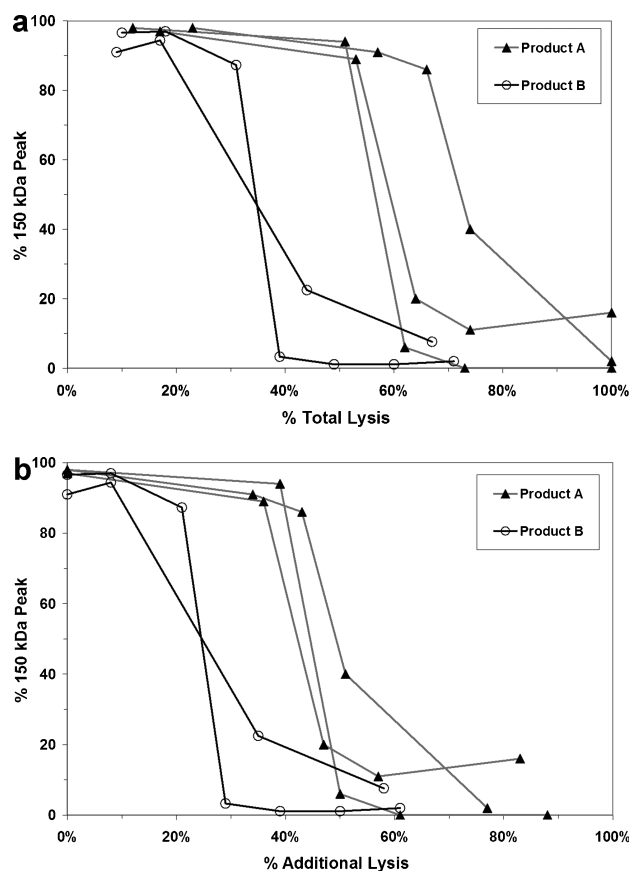 a
100
80
60
40
20
0
% 150 kDa Peak
Product A
Product B
0% 20% 40% 60% 80% 100%
% Total Lysis
b
100
80
60
40
20
0
% 150 kDa Peak
Product A
Product B
0% 20% 40% 60% 80% 100%
% Additional Lysis